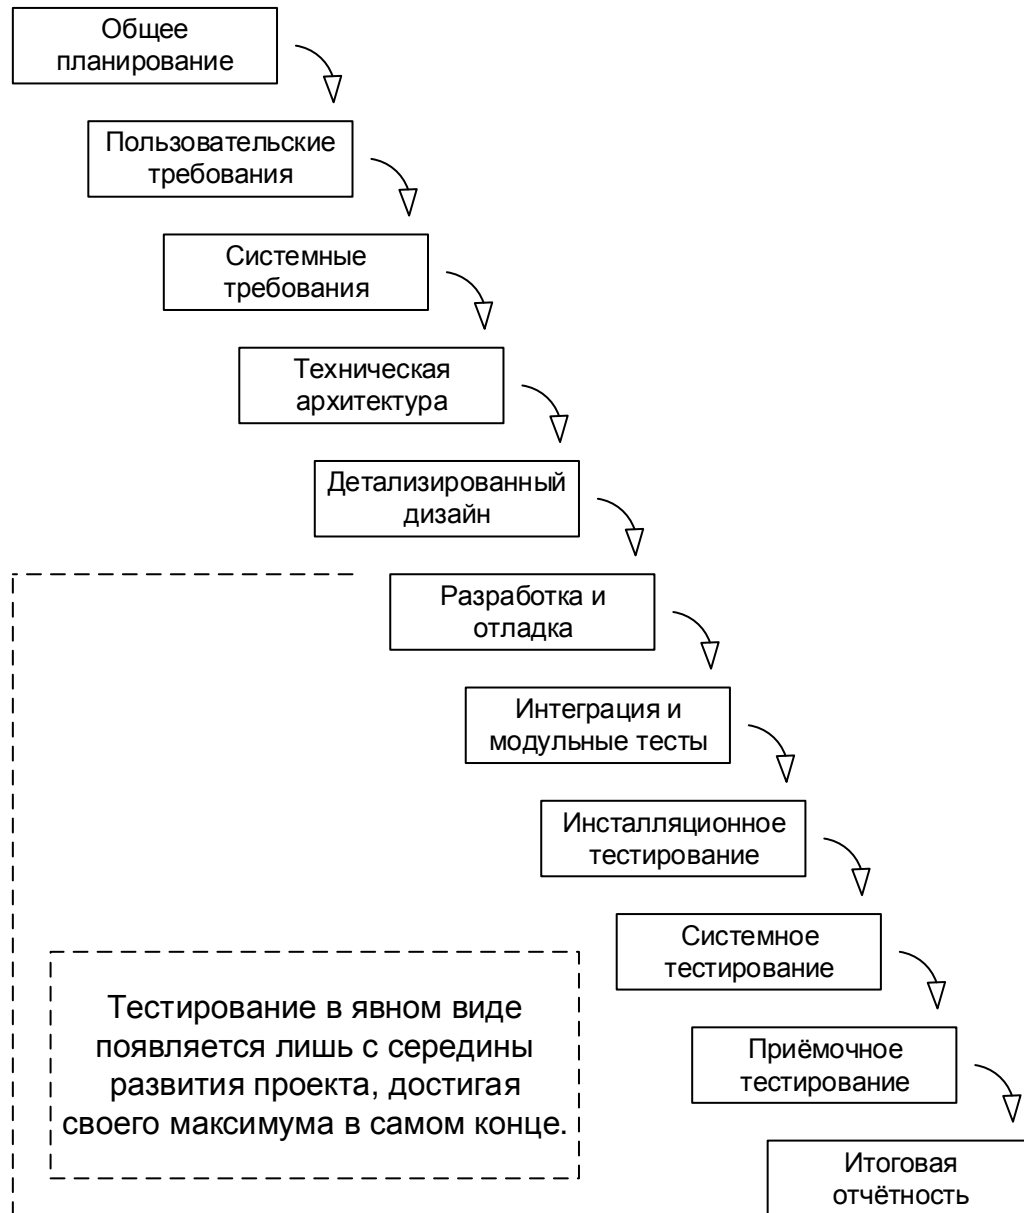 Общее
планирование
Пользовательские
требования
Системные
требования
Техническая
архитектура
Детализированный
дизайн
Разработка и
отладка
Интеграция и
модульные тесты
Инсталляционное
тестирование
Системное
тестирование
Тестирование в явном виде
появляется лишь с середины
развития проекта, достигая
своего максимума в самом конце.
Приёмочное
тестирование
Итоговая
отчётность